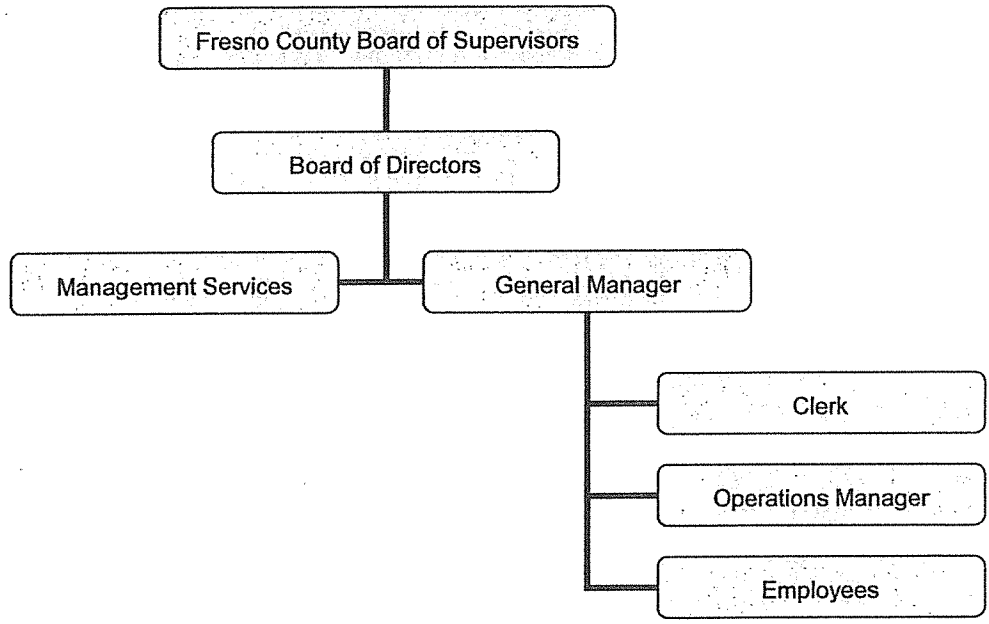 Fresno County Board of Supervisors
Board of Directors
Management Services
General Manager
Clerk
Operations Manager
Employees